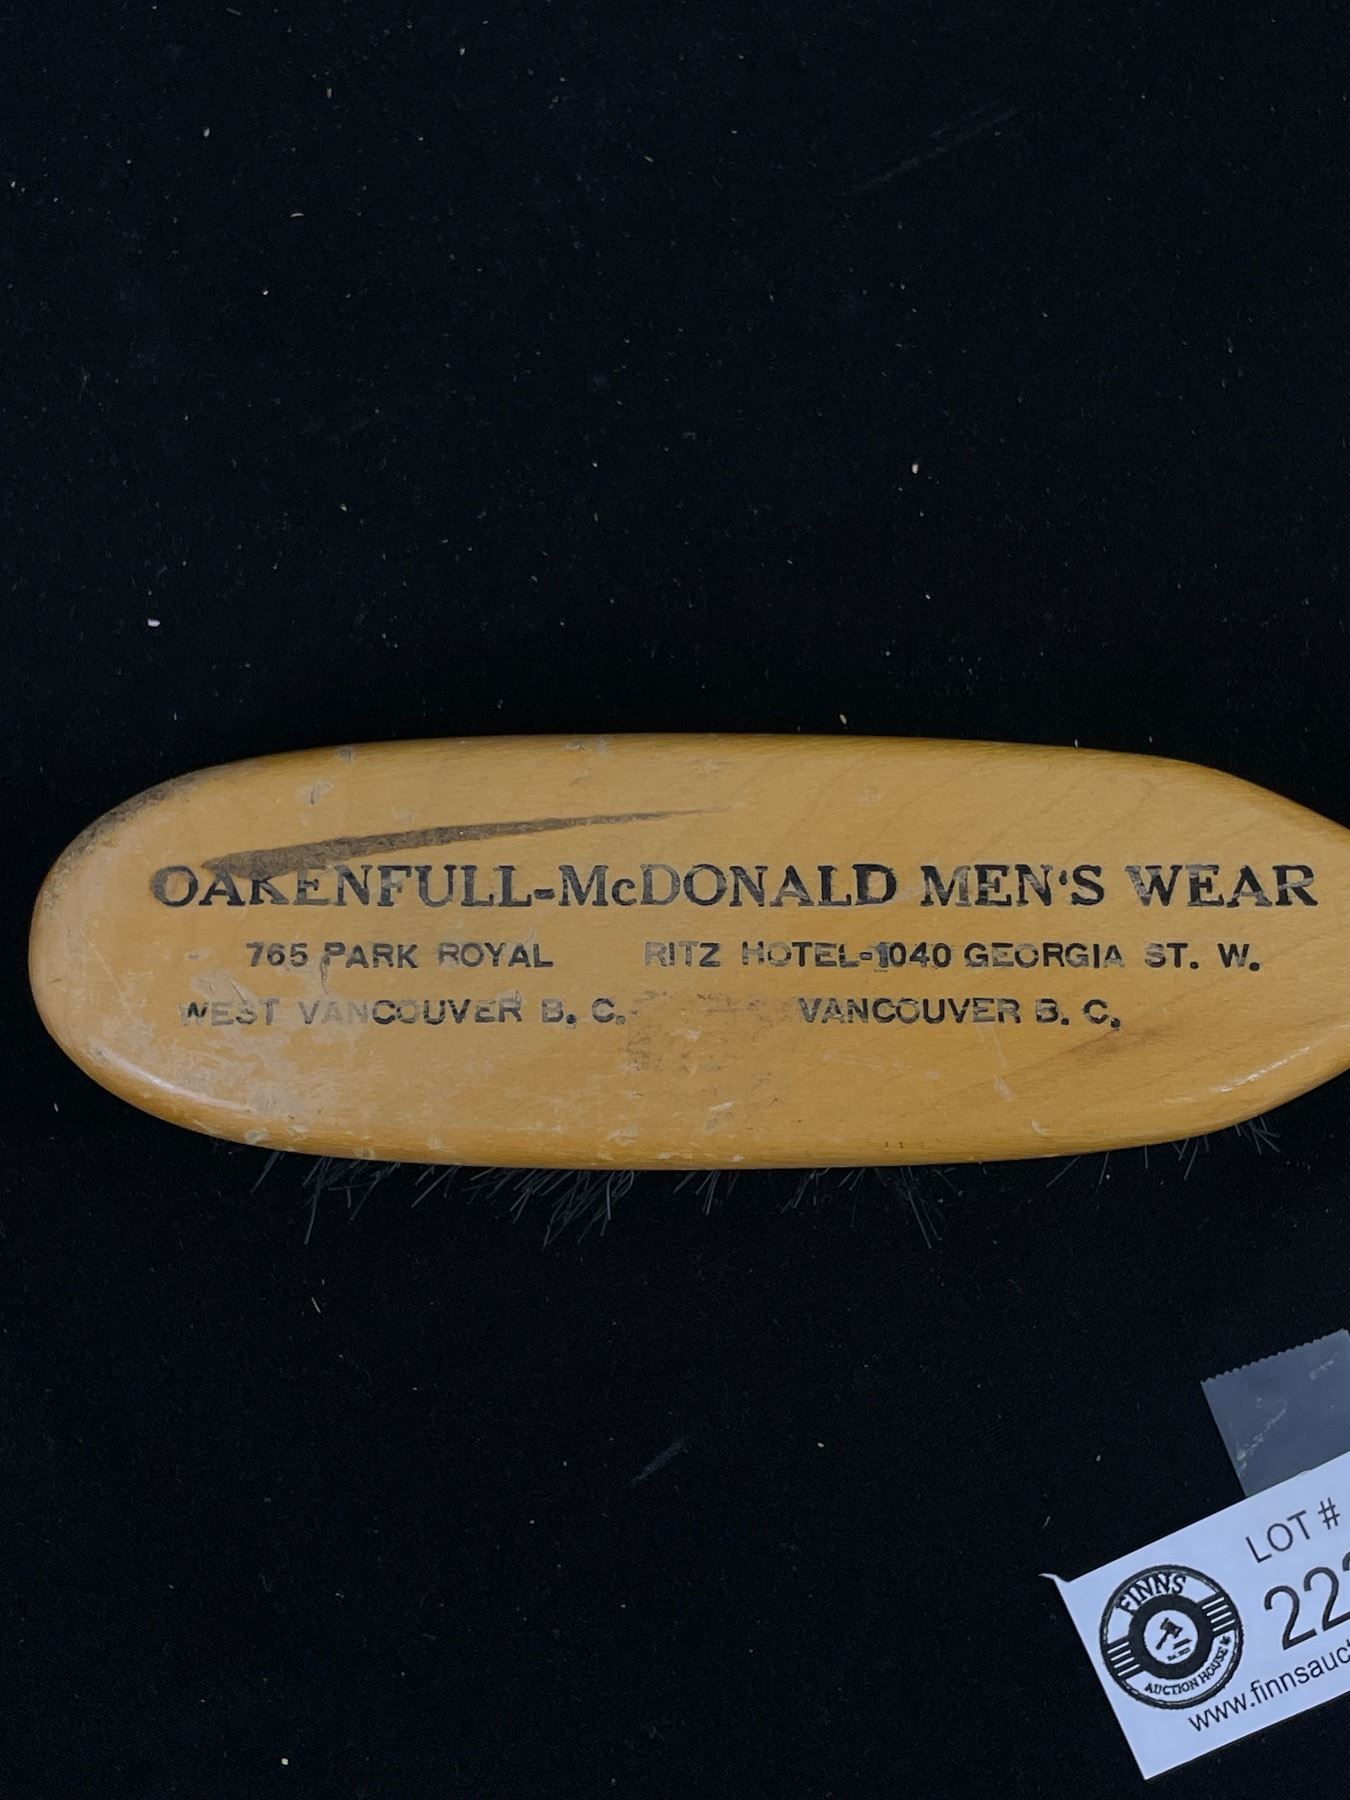 OAKENFULL-McDONALD MEN'S WEAR
765 PARK ROYAL RITZ HOTEL-1040 GEORGIA ST. W.
WEST VANCOUVER B. C. VANCOUVER B. C.
LOT #
FINNS
AUCTION HOUSE